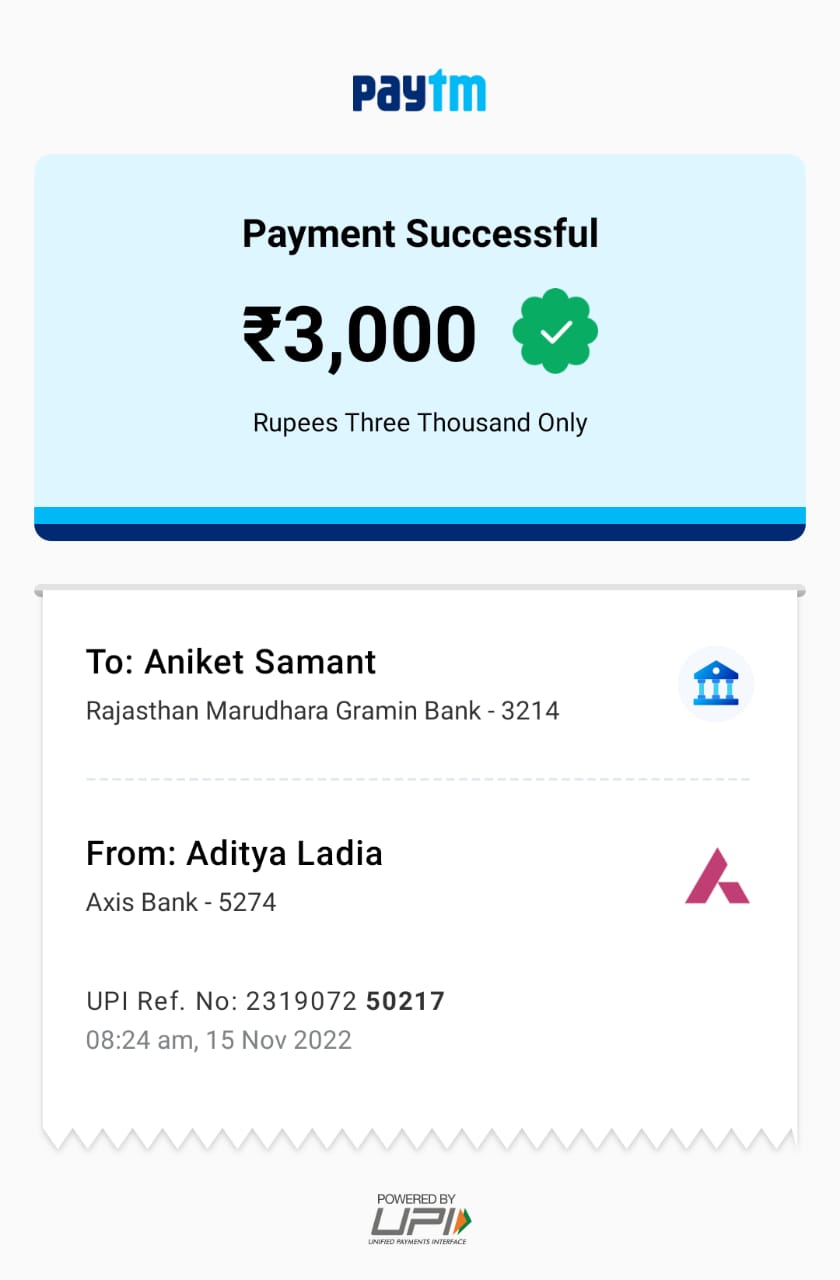 paytm
Payment Successful
₹3,000
Rupees Three Thousand Only
To: Aniket Samant
Rajasthan Marudhara Gramin Bank - 3214
From: Aditya Ladia
Axis Bank - 5274
UPI Ref. No: 2319072 50217
08:24 am, 15 Nov 2022
POWERED BY
UPI
UNIFIED PAYMENTS INTERFACE